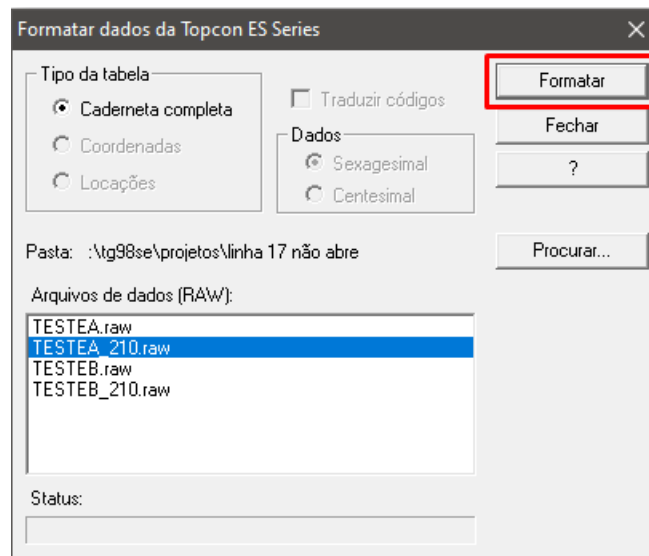 Formatar dados da Topcon ES Series
Tipo da tabela
Caderneta completa
Coordenadas
Locações
Traduzir códigos
Dados
Sexagesimal
Centesimal
Formatar
Fechar
?
Pasta: :\tg98se\projetos\linha 17 não abre
Procurar...
Arquivos de dados (RAW):
TESTEA.raw
TESTEA_210.raw
TESTEB.raw
TESTEB_210.raw
Status: